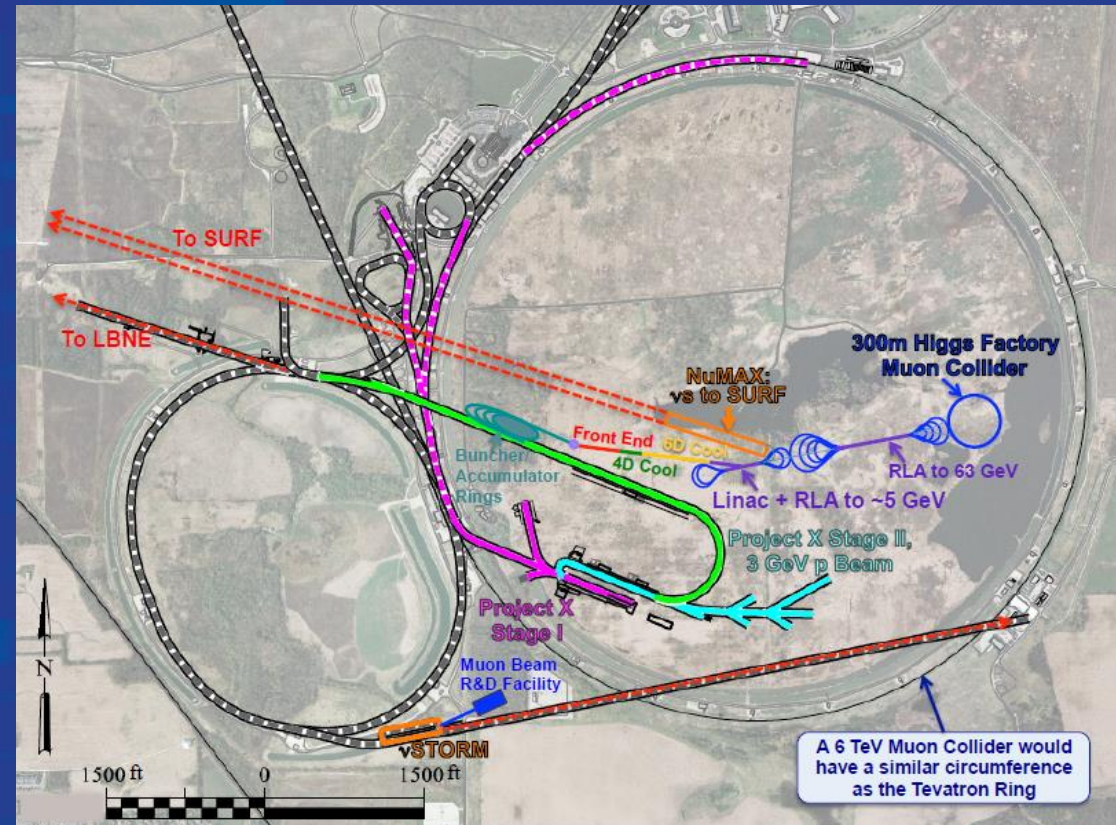 To SURF
To LBNE
300m Higgs Factory
Muon Collider
NuMAX:
νs to SURF
Front End
6D Cool
4D Cool
Buncher/
Accumulator
Rings
RLA to 63 GeV
Linac + RLA to ~5 GeV
Project X Stage II,
3 GeV p Beam
Project X
Stage I
Muon Beam
R&D Facility
νSTORM
N
1500 ft
0
1500 ft
A 6 TeV Muon Collider would
have a similar circumference
as the Tevatron Ring